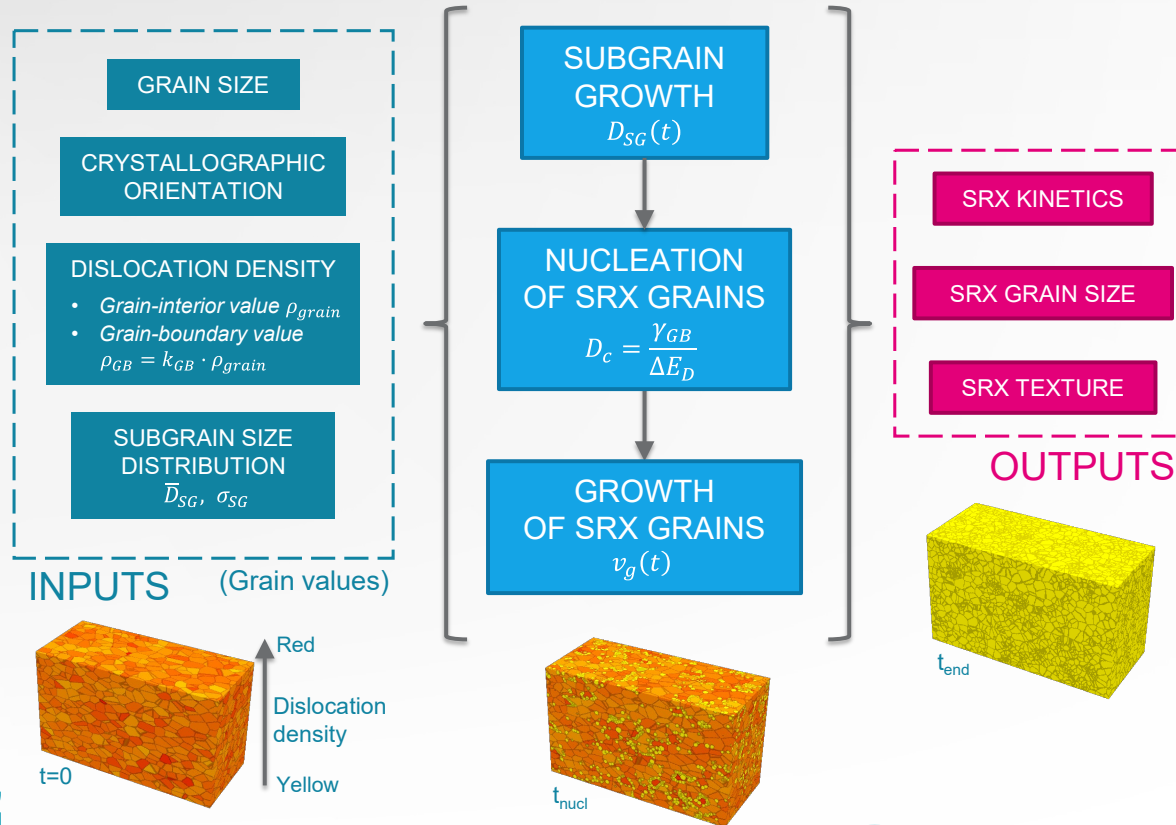 GRAIN SIZE
CRYSTALLOGRAPHIC
ORIENTATION
DISLOCATION DENSITY
• Grain-interior value ρ_grain
• Grain-boundary value
ρ_GB = k_GB · ρ_grain
SUBGRAIN SIZE
DISTRIBUTION
D̅_SG, σ_SG
INPUTS (Grain values)
Red
Dislocation
density
Yellow
t=0
SUBGRAIN
GROWTH
D_SG(t)
NUCLEATION
OF SRX GRAINS
D_c = γ_GB / ΔE_D
GROWTH
OF SRX GRAINS
v_g(t)
t_nucl
SRX KINETICS
SRX GRAIN SIZE
SRX TEXTURE
OUTPUTS
t_end